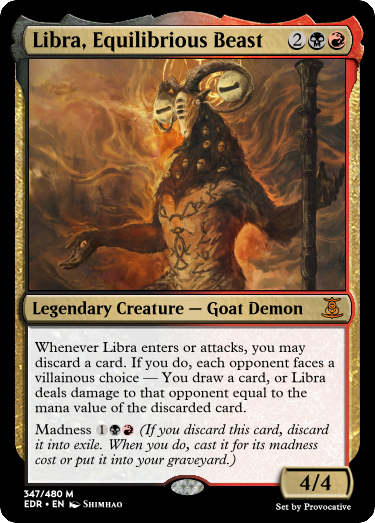 Libra, Equilibrious Beast 2
Legendary Creature — Goat Demon
Whenever Libra enters or attacks, you may
discard a card. If you do, each opponent faces a
villainous choice — You draw a card, or Libra
deals damage to that opponent equal to the
mana value of the discarded card.
Madness 1 (If you discard this card, discard
it into exile. When you do, cast it for its madness
cost or put it into your graveyard.)
4/4
347/480 M
EDR • EN Shimhao
Set by Provocative